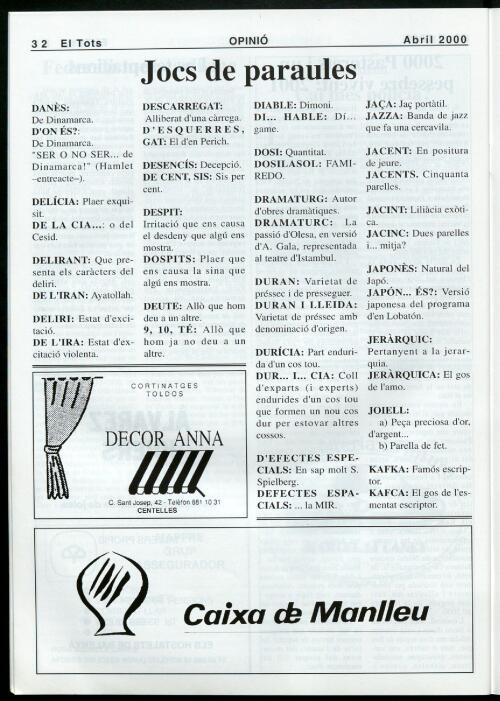 32 El Tots
OPINIÓ
Abril 2000
Jocs de paraules
DANÈS:
De Dinamarca.
D'ON ÉS?:
De Dinamarca.
"SER O NO SER... de
Dinamarca!" (Hamlet
–entreacte–).
DELÍCIA: Plaer exqui-
sit.
DE LA CIA...: o del
Cesid.
DELIRANT: Que pre-
senta els caràcters del
deliri.
DE L'IRAN: Ayatollah.
DELIRI: Estat d'exci-
tació.
DE L'IRA: Estat d'ex-
citació violenta.
DESCARREGAT:
Alliberat d'una càrrega.
D'ESQUERRES,
GAT: El d'en Perich.
DESENCÍS: Decepció.
DE CENT, SIS: Sis per
cent.
DESPIT:
Irritació que ens causa
el desdeny que algú ens
mostra.
DOSPITS: Plaer que
ens causa la sina que
algú ens mostra.
DEUTE: Allò que hom
deu a un altre.
9, 10, TÉ: Allò que
hom ja no deu a un
altre.
DIABLE: Dimoni.
DI... HABLE: Dí...
game.
DOSI: Quantitat.
DOSILASOL: FAMI-
REDO.
DRAMATURG: Autor
d'obres dramàtiques.
DRAMATURC: La
passió d'Olesa, en versió
d'A. Gala, representada
al teatre d'Istambul.
DURAN: Varietat de
préssec i de presseguer.
DURAN I LLEIDA:
Varietat de préssec amb
denominació d'origen.
DURÍCIA: Part enduri-
da d'un cos tou.
DUR... I... CIA: Coll
d'experts (i experts)
endurides d'un cos tou
que formen un nou cos
dur per estovar altres
cossos.
D'EFECTES ESPE-
CIALS: En sap molt S.
Spielberg.
DEFECTES ESPA-
CIALS: ... la MIR.
JAÇA: Jaç portàtil.
JAZZA: Banda de jazz
que fa una cercavila.
JACENT: En positura
de jeure.
JACENTS. Cinquanta
parelles.
JACINT: Liliàcia exòti-
ca.
JACINC: Dues parelles
i... mitja?
JAPONÈS: Natural del
Japó.
JAPÓN... ÉS?: Versió
japonesa del programa
d'en Lobatón.
JERÀRQUIC:
Pertanyent a la jerar-
quia.
JERÀRQUICA: El gos
de l'amo.
JOIELL:
a) Peça preciosa d'or,
d'argent...
b) Parella de fet.
KAFKA: Famós escrip-
tor.
KAFCA: El gos de l'es-
mentat escriptor.
CORTINATGES
TOLDOS
DECOR ANNA
C. Sant Josep, 42 - Telèfon 881 10 31
CENTELLES
Caixa de Manlleu